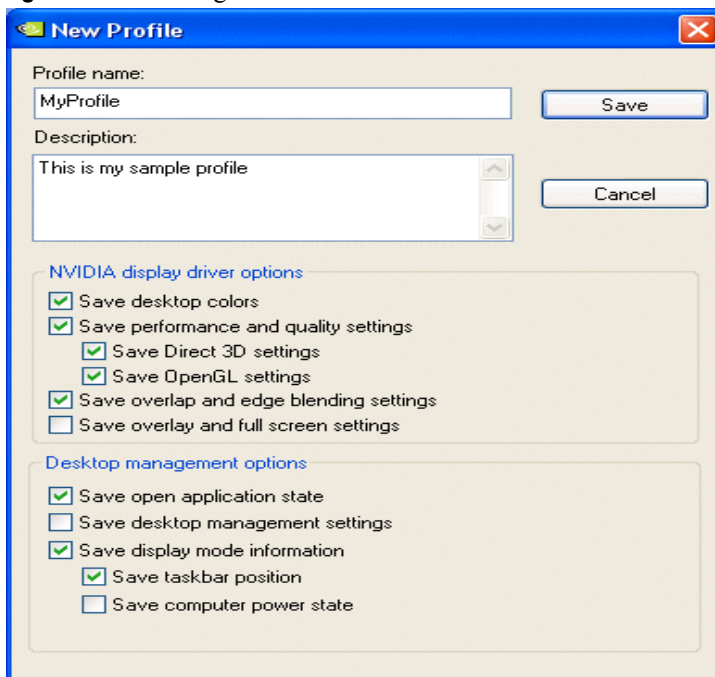 New Profile
Profile name:
MyProfile
Save
Description:
This is my sample profile
Cancel
NVIDIA display driver options
Save desktop colors
Save performance and quality settings
Save Direct 3D settings
Save OpenGL settings
Save overlap and edge blending settings
Save overlay and full screen settings
Desktop management options
Save open application state
Save desktop management settings
Save display mode information
Save taskbar position
Save computer power state